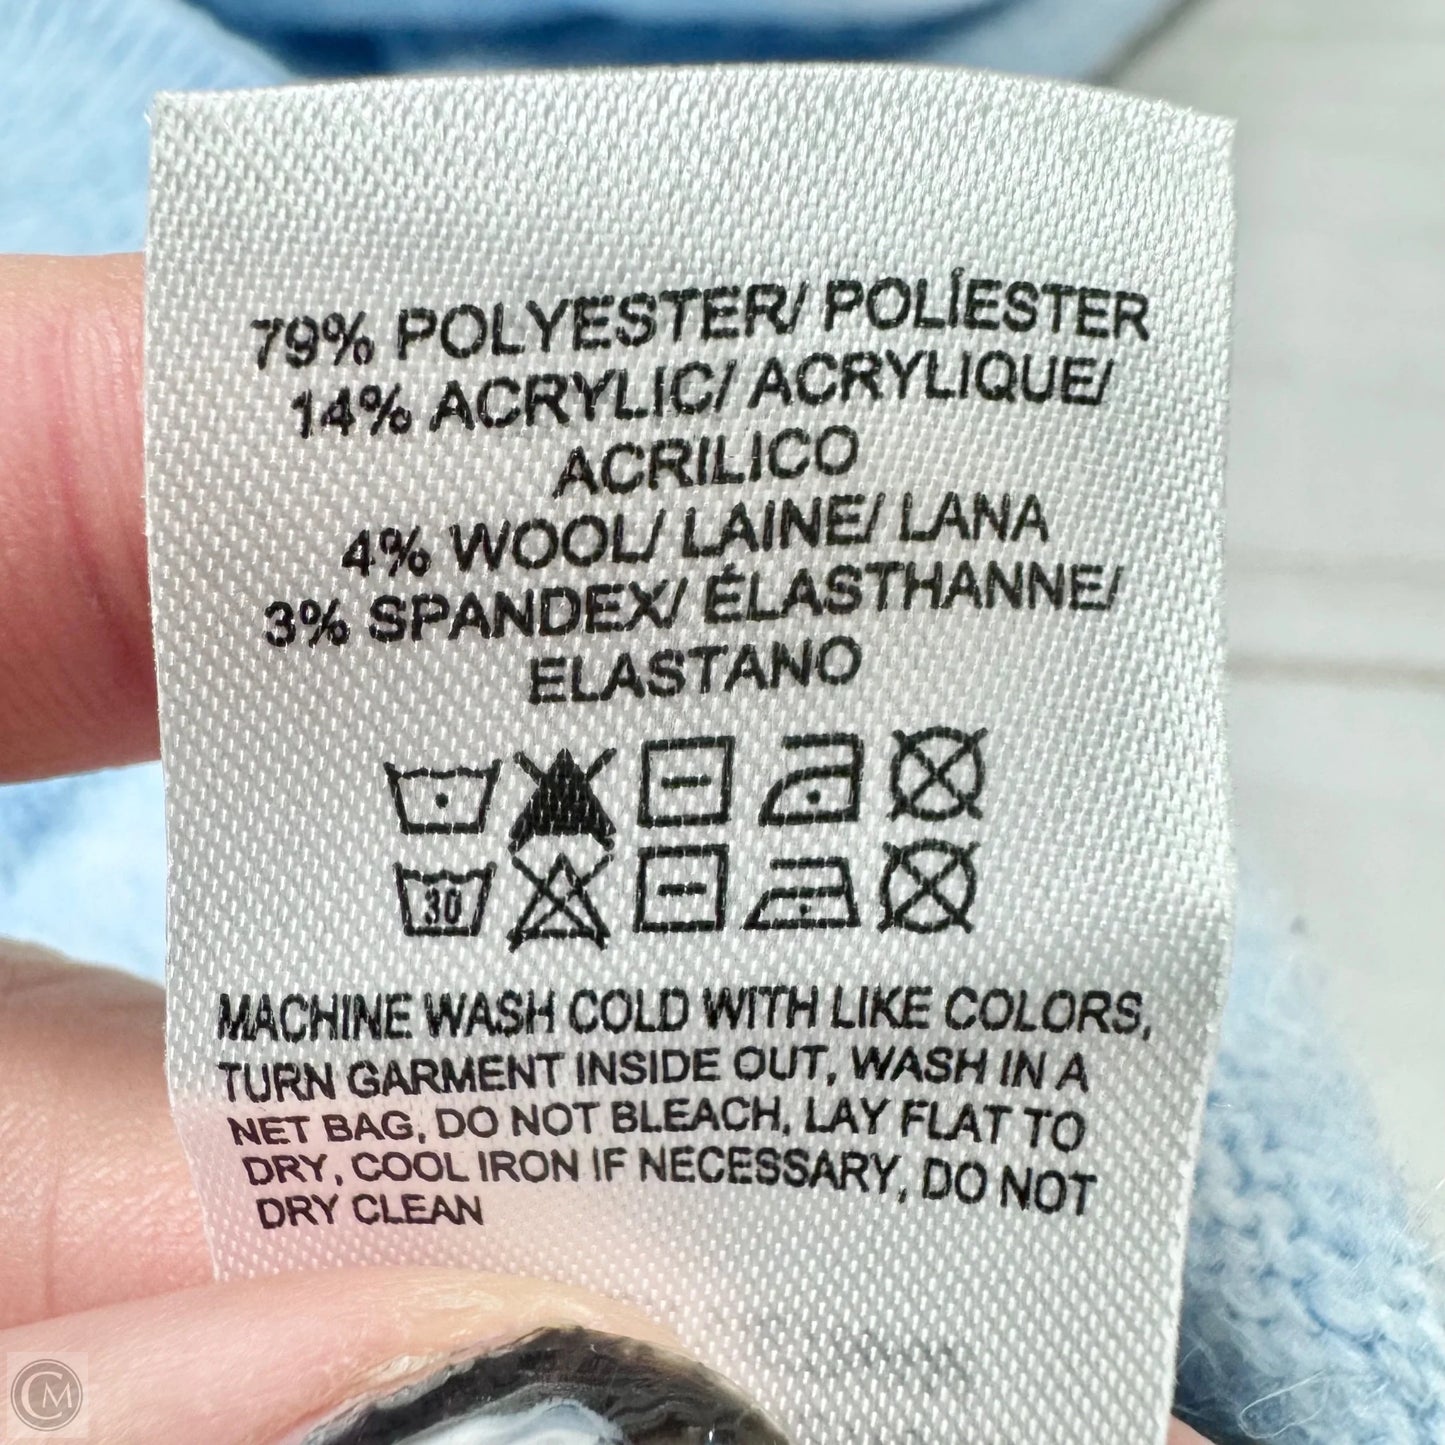 79% POLYESTER/ POLÍESTER
14% ACRYLIC/ ACRYLIQUE/
ACRILICO
4% WOOL/ LAINE/ LANA
3% SPANDEX/ ÉLASTHANNE/
ELASTANO
30
MACHINE WASH COLD WITH LIKE COLORS,
TURN GARMENT INSIDE OUT, WASH IN A
NET BAG, DO NOT BLEACH, LAY FLAT TO
DRY, COOL IRON IF NECESSARY, DO NOT
DRY CLEAN
CM